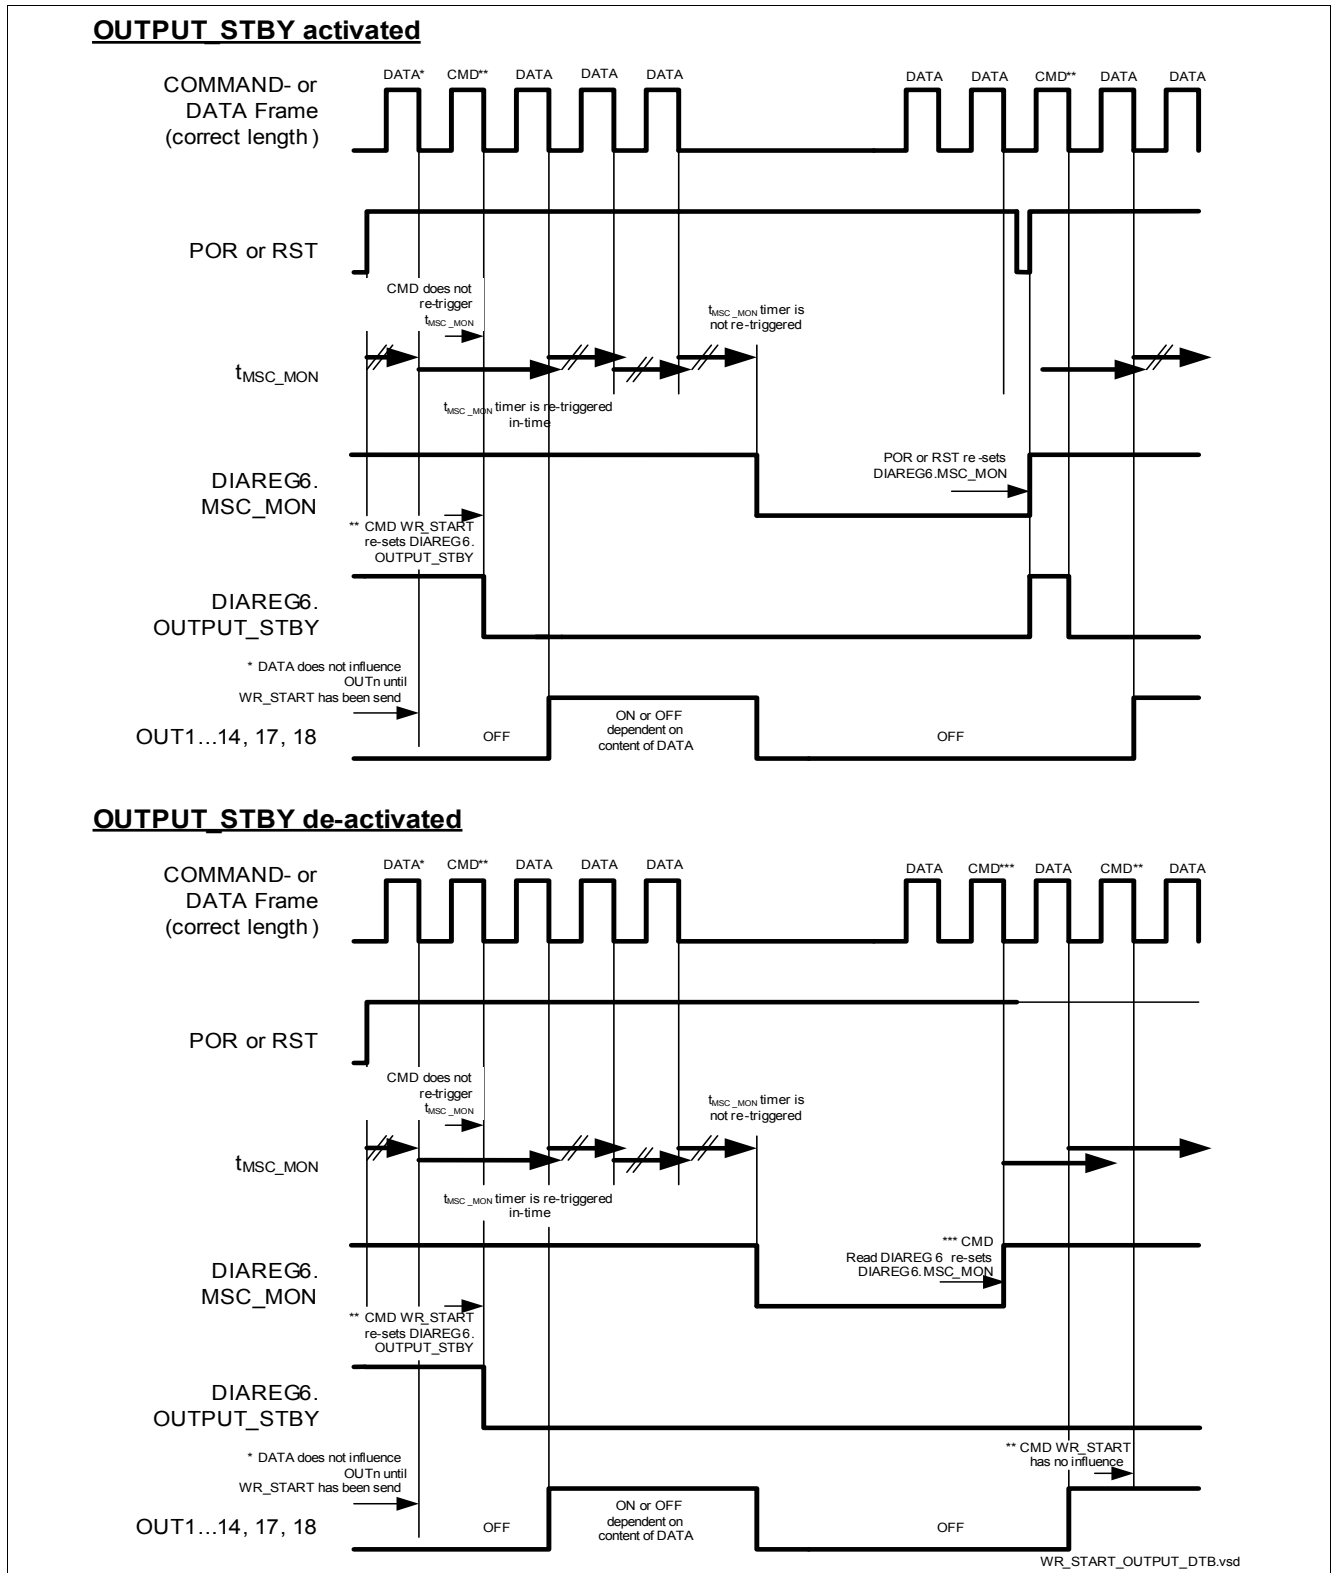 OUTPUT_STBY activated
DATA* CMD** DATA DATA DATA DATA DATA CMD** DATA DATA
COMMAND- or
DATA Frame
(correct length)
POR or RST
CMD does not
re-trigger
tMSC_MON
tMSC_MON timer is
not re-triggered
tMSC_MON
tMSC_MON timer is re-triggered
in-time
POR or RST re-sets
DIAREG6.MSC_MON
DIAREG6.
MSC_MON
** CMD WR_START
re-sets DIAREG6.
OUTPUT_STBY
DIAREG6.
OUTPUT_STBY
* DATA does not influence
OUTn until
WR_START has been send
OUT1...14, 17, 18
OFF
ON or OFF
dependent on
content of DATA
OFF
OUTPUT_STBY de-activated
DATA* CMD** DATA DATA DATA DATA CMD*** DATA CMD** DATA
COMMAND- or
DATA Frame
(correct length)
POR or RST
CMD does not
re-trigger
tMSC_MON
tMSC_MON timer is
not re-triggered
tMSC_MON
tMSC_MON timer is re-triggered
in-time
*** CMD
Read DIAREG6 re-sets
DIAREG6.MSC_MON
DIAREG6.
MSC_MON
** CMD WR_START
re-sets DIAREG6.
OUTPUT_STBY
DIAREG6.
OUTPUT_STBY
** CMD WR_START
has no influence
* DATA does not influence
OUTn until
WR_START has been send
OUT1...14, 17, 18
OFF
ON or OFF
dependent on
content of DATA
OFF
WR_START_OUTPUT_DTB.vsd